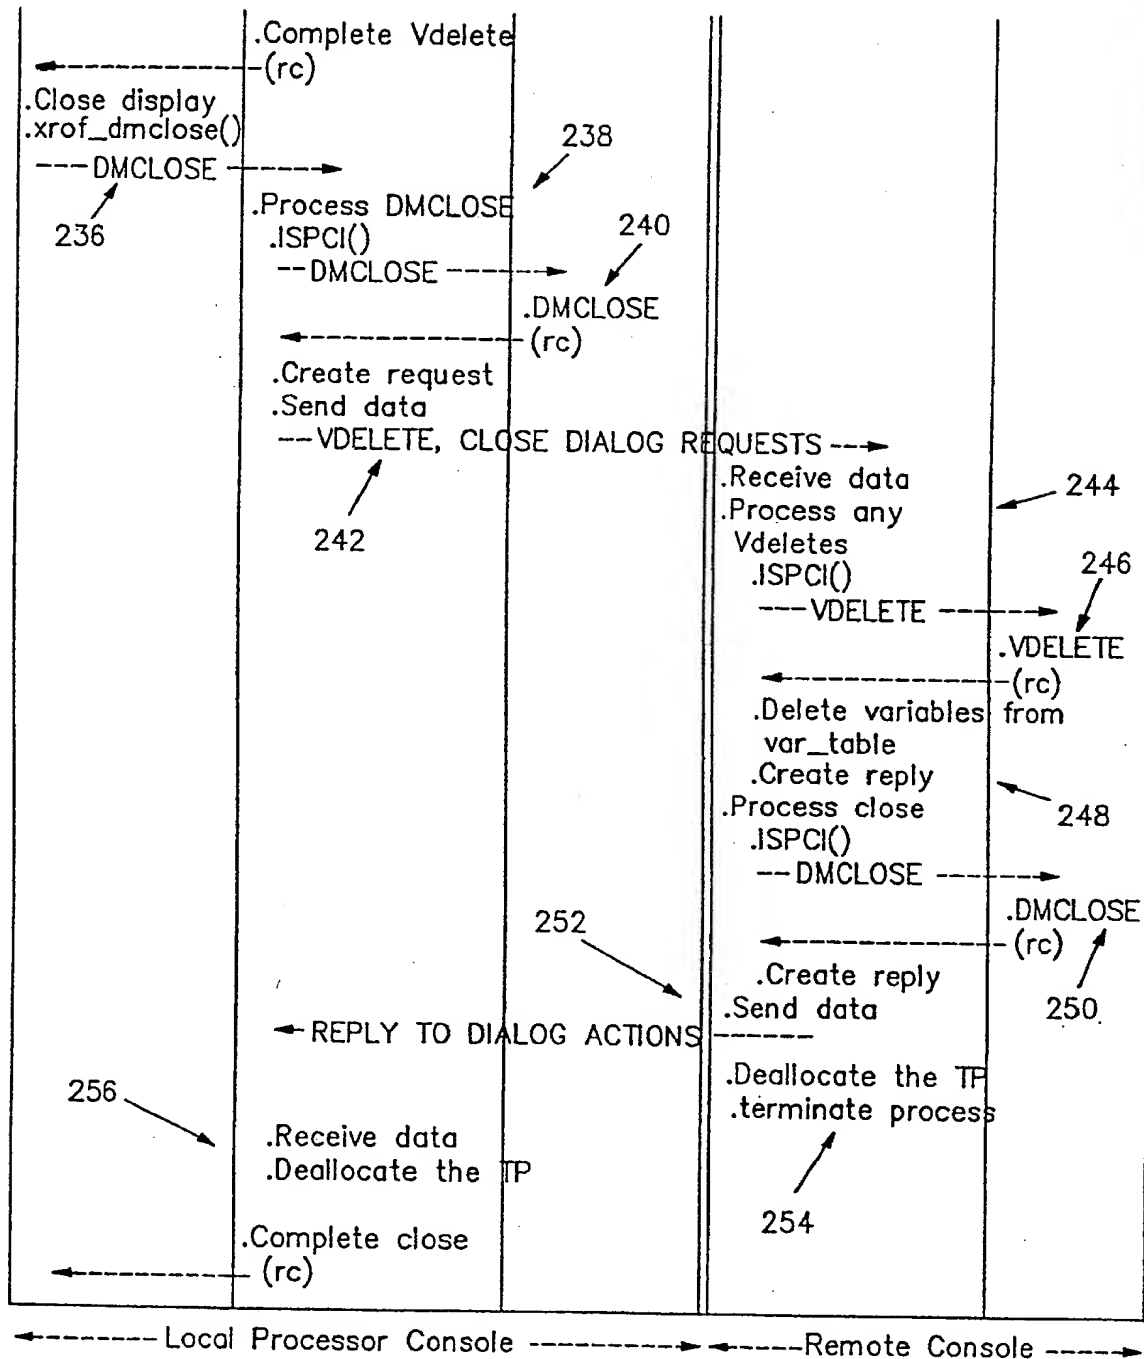 .Complete Vdelete
(rc)
.Close display
.xrof_dmclose()
DMCLOSE
238
.Process DMCLOSE
236
.ISPCI()
240
DMCLOSE
.DMCLOSE
(rc)
.Create request
.Send data
VDELETE, CLOSE DIALOG REQUESTS
.Receive data
244
.Process any
242
Vdeletes
246
.ISPCI()
VDELETE
.VDELETE
(rc)
.Delete variables from
var_table
.Create reply
.Process close
248
.ISPCI()
DMCLOSE
252
.DMCLOSE
(rc)
.Create reply
250
.Send data
REPLY TO DIALOG ACTIONS
.Deallocate the TP
256
.terminate process
.Receive data
.Deallocate the TP
254
.Complete close
(rc)
Local Processor Console
Remote Console